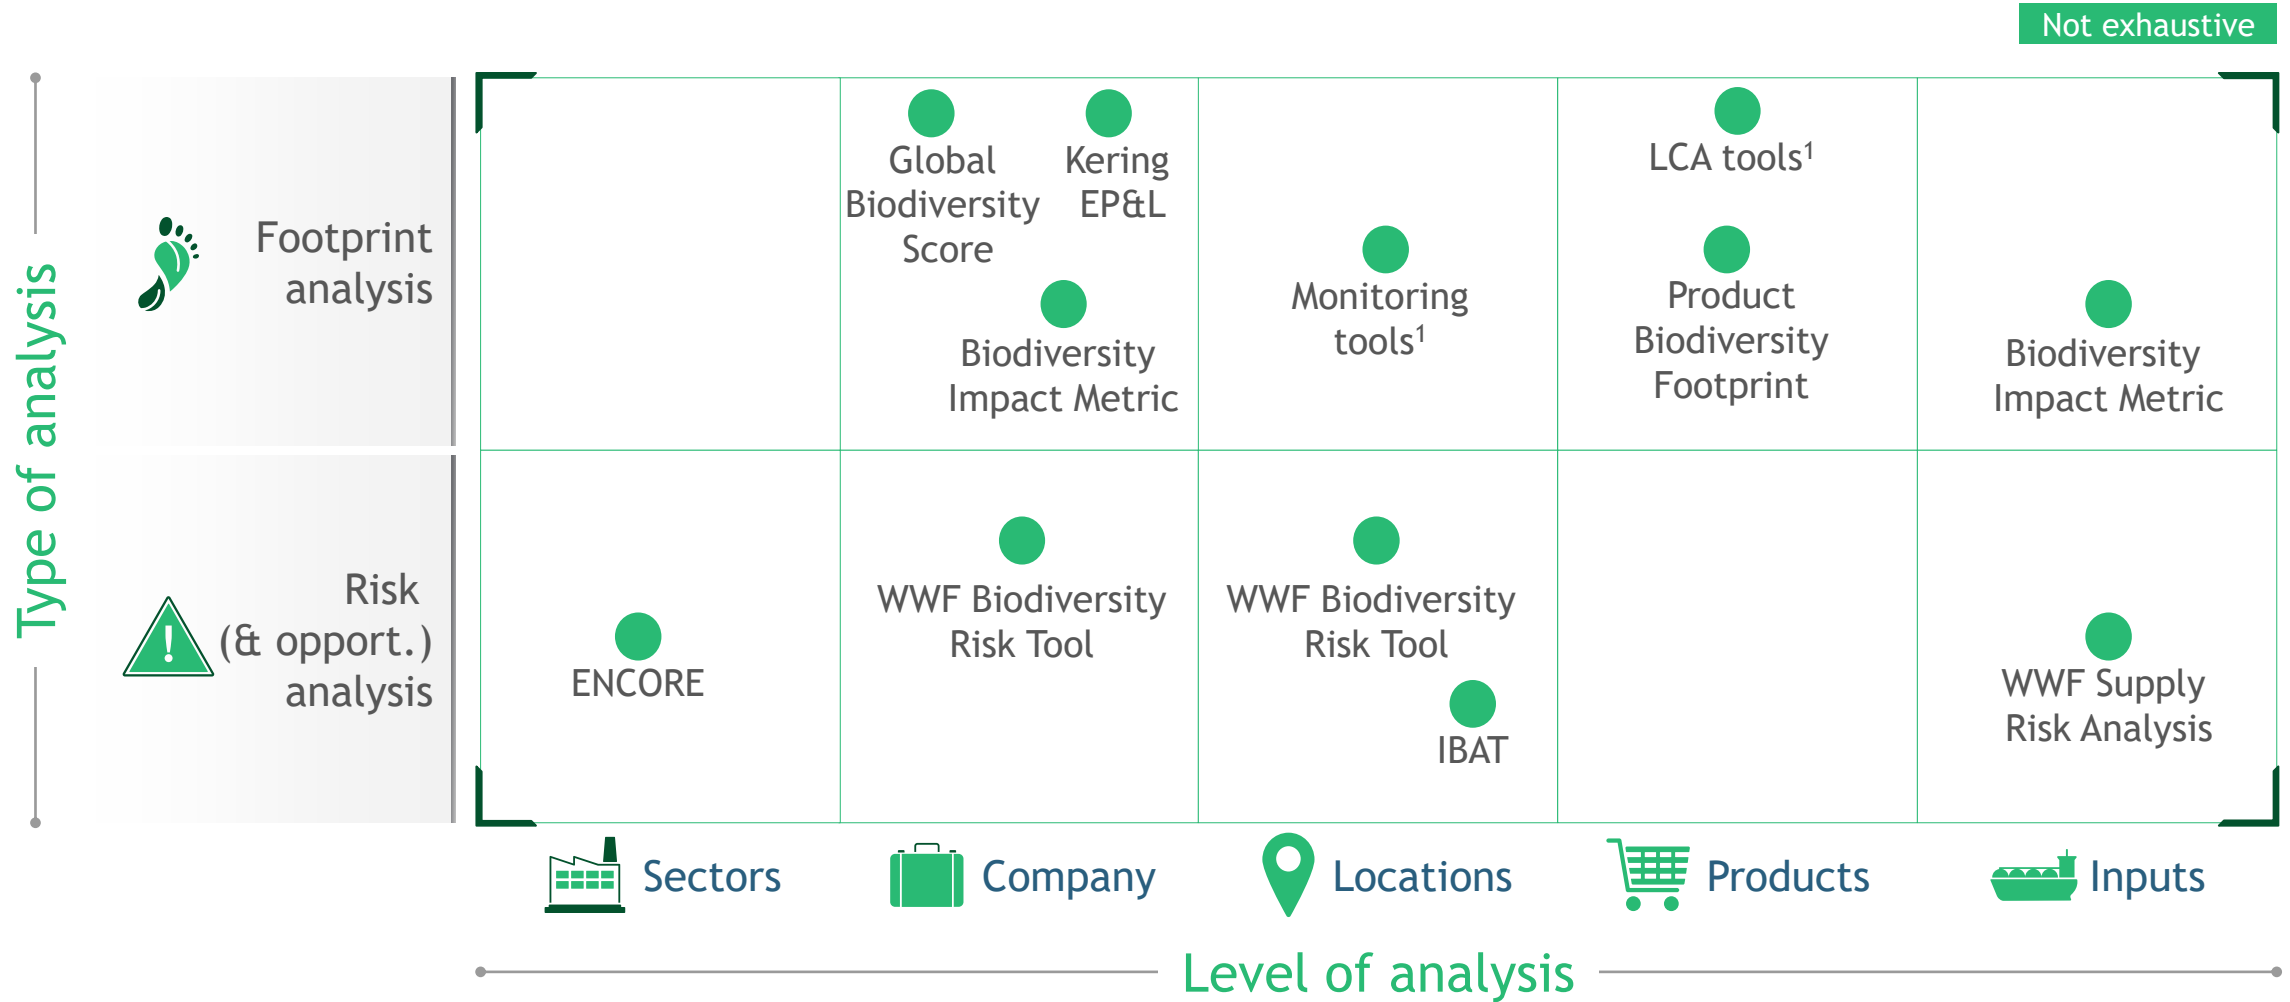 Not exhaustive
Type of analysis
Footprint
analysis
Global
Biodiversity
Score
Kering
EP&L
Biodiversity
Impact Metric
Monitoring
tools¹
LCA tools¹
Product
Biodiversity
Footprint
Biodiversity
Impact Metric
Risk
(& opport.)
analysis
ENCORE
WWF Biodiversity
Risk Tool
WWF Biodiversity
Risk Tool
IBAT
WWF Supply
Risk Analysis
Sectors
Company
Locations
Products
Inputs
Level of analysis